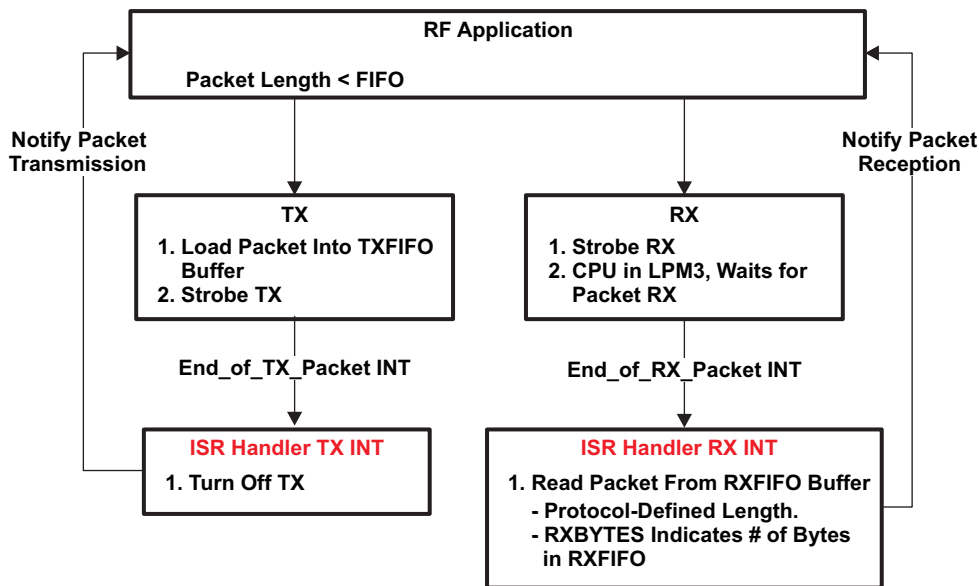 RF Application
Packet Length < FIFO
Notify Packet
Transmission
Notify Packet
Reception
TX
1. Load Packet Into TXFIFO
Buffer
2. Strobe TX
RX
1. Strobe RX
2. CPU in LPM3, Waits for
Packet RX
End_of_TX_Packet INT
End_of_RX_Packet INT
ISR Handler TX INT
1. Turn Off TX
ISR Handler RX INT
1. Read Packet From RXFIFO Buffer
- Protocol-Defined Length.
- RXBYTES Indicates # of Bytes
in RXFIFO